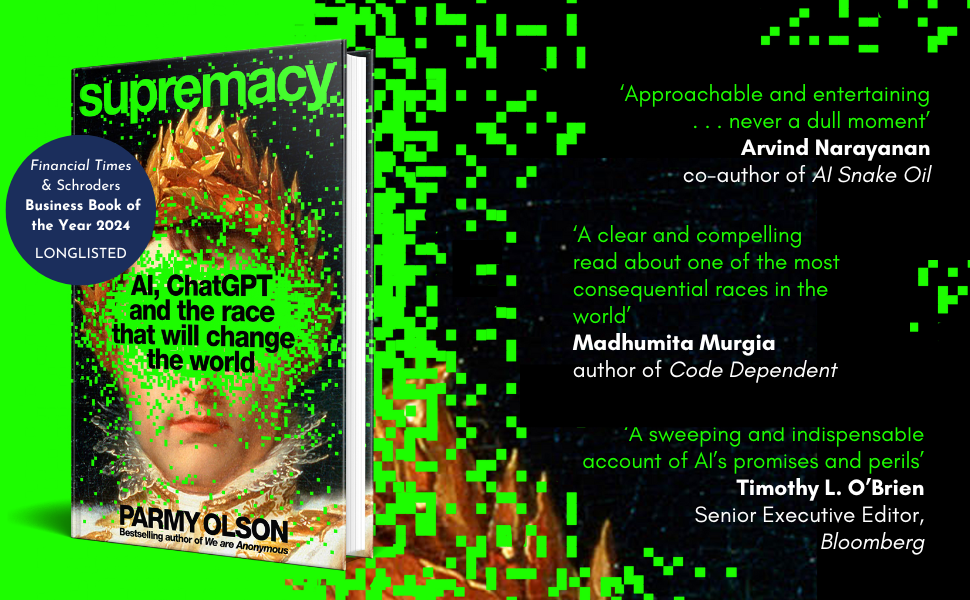 supremacy.
Financial Times
& Schroders
Business Book of
the Year 2024
LONGLISTED
AI, ChatGPT
and the race
that will change
the world
PARMY OLSON
Bestselling author of We are Anonymous
‘Approachable and entertaining
. . . never a dull moment’
Arvind Narayanan
co-author of AI Snake Oil
‘A clear and compelling
read about one of the most
consequential races in the
world’
Madhumita Murgia
author of Code Dependent
‘A sweeping and indispensable
account of AI’s promises and perils’
Timothy L. O’Brien
Senior Executive Editor,
Bloomberg